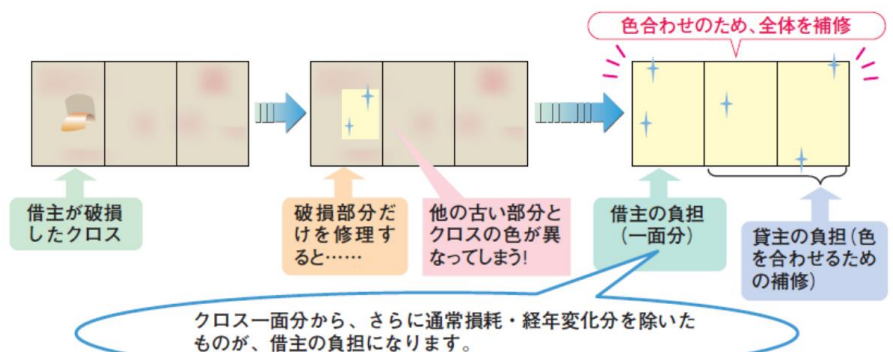 色合わせのため、全体を補修
借主が破損
したクロス
破損部分だ
けを修理す
ると……
他の古い部分と
クロスの色が異
なってしまう!
借主の負担
(一面分)
貸主の負担(色
を合わせるため
の補修)
クロス一面分から、さらに通常損耗・経年変化分を除いた
ものが、借主の負担になります。